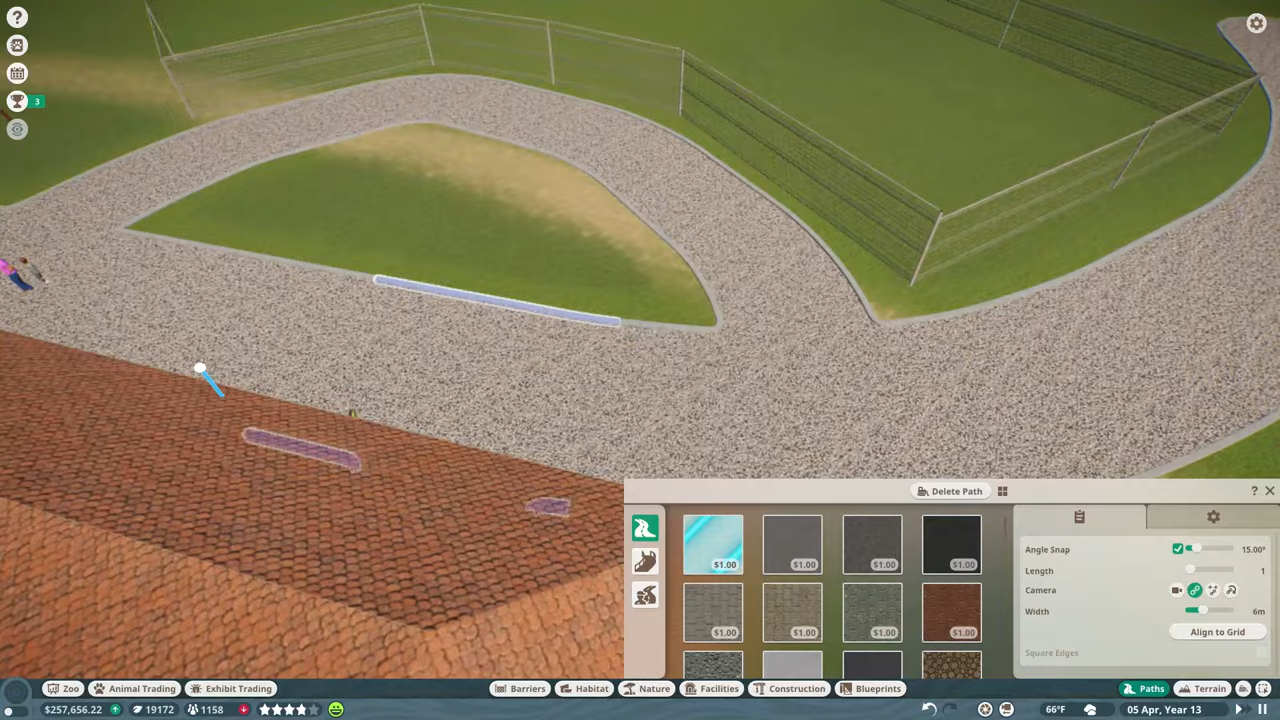 ?
3
Delete Path
?
$1.00 $1.00 $1.00 $1.00
$1.00 $1.00 $1.00 $1.00
Angle Snap 15.00°
Length 1
Camera
Width 6m
Align to Grid
Square Edges
Zoo Animal Trading Exhibit Trading Barriers Habitat Nature Facilities Construction Blueprints Paths Terrain
$257,656.22 19172 1158 66°F 05 Apr, Year 13